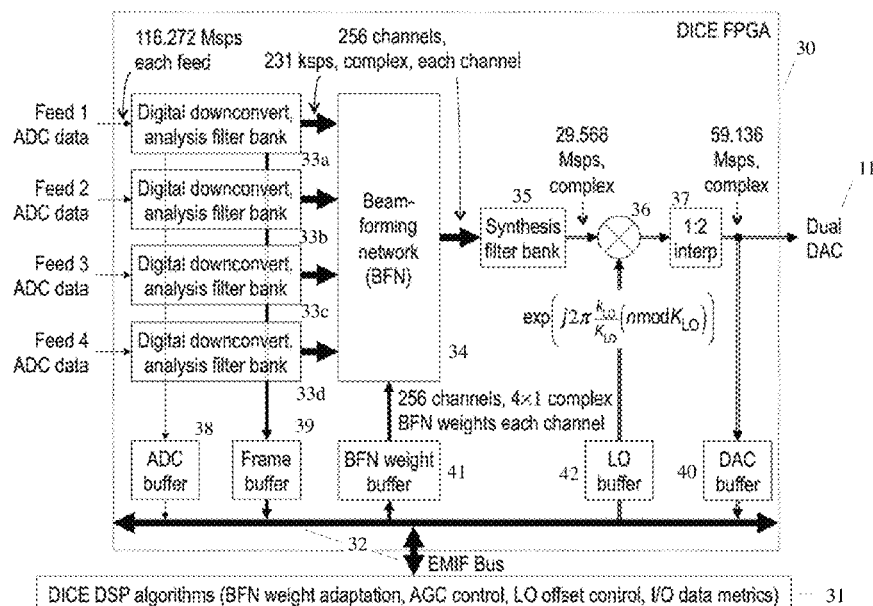 DICE FPGA
30
116.272 Msps
each feed
256 channels,
231 ksps, complex, each channel
Feed 1
ADC data
Digital downconvert,
analysis filter bank
33a
Feed 2
ADC data
Digital downconvert,
analysis filter bank
33b
Feed 3
ADC data
Digital downconvert,
analysis filter bank
33c
Feed 4
ADC data
Digital downconvert,
analysis filter bank
33d
Beam-
forming
network
(BFN)
34
35
Synthesis
filter bank
29.568
Msps,
complex
36
37
1:2
interp
59.136
Msps,
complex
11
Dual
DAC
exp(j2π k_LO/K_LO (n mod K_LO))
256 channels, 4×1 complex
BFN weights each channel
38
ADC
buffer
39
Frame
buffer
BFN weight
buffer
41
42
LO
buffer
40
DAC
buffer
32
EMIF Bus
DICE DSP algorithms (BFN weight adaptation, AGC control, LO offset control, I/O data metrics)
31